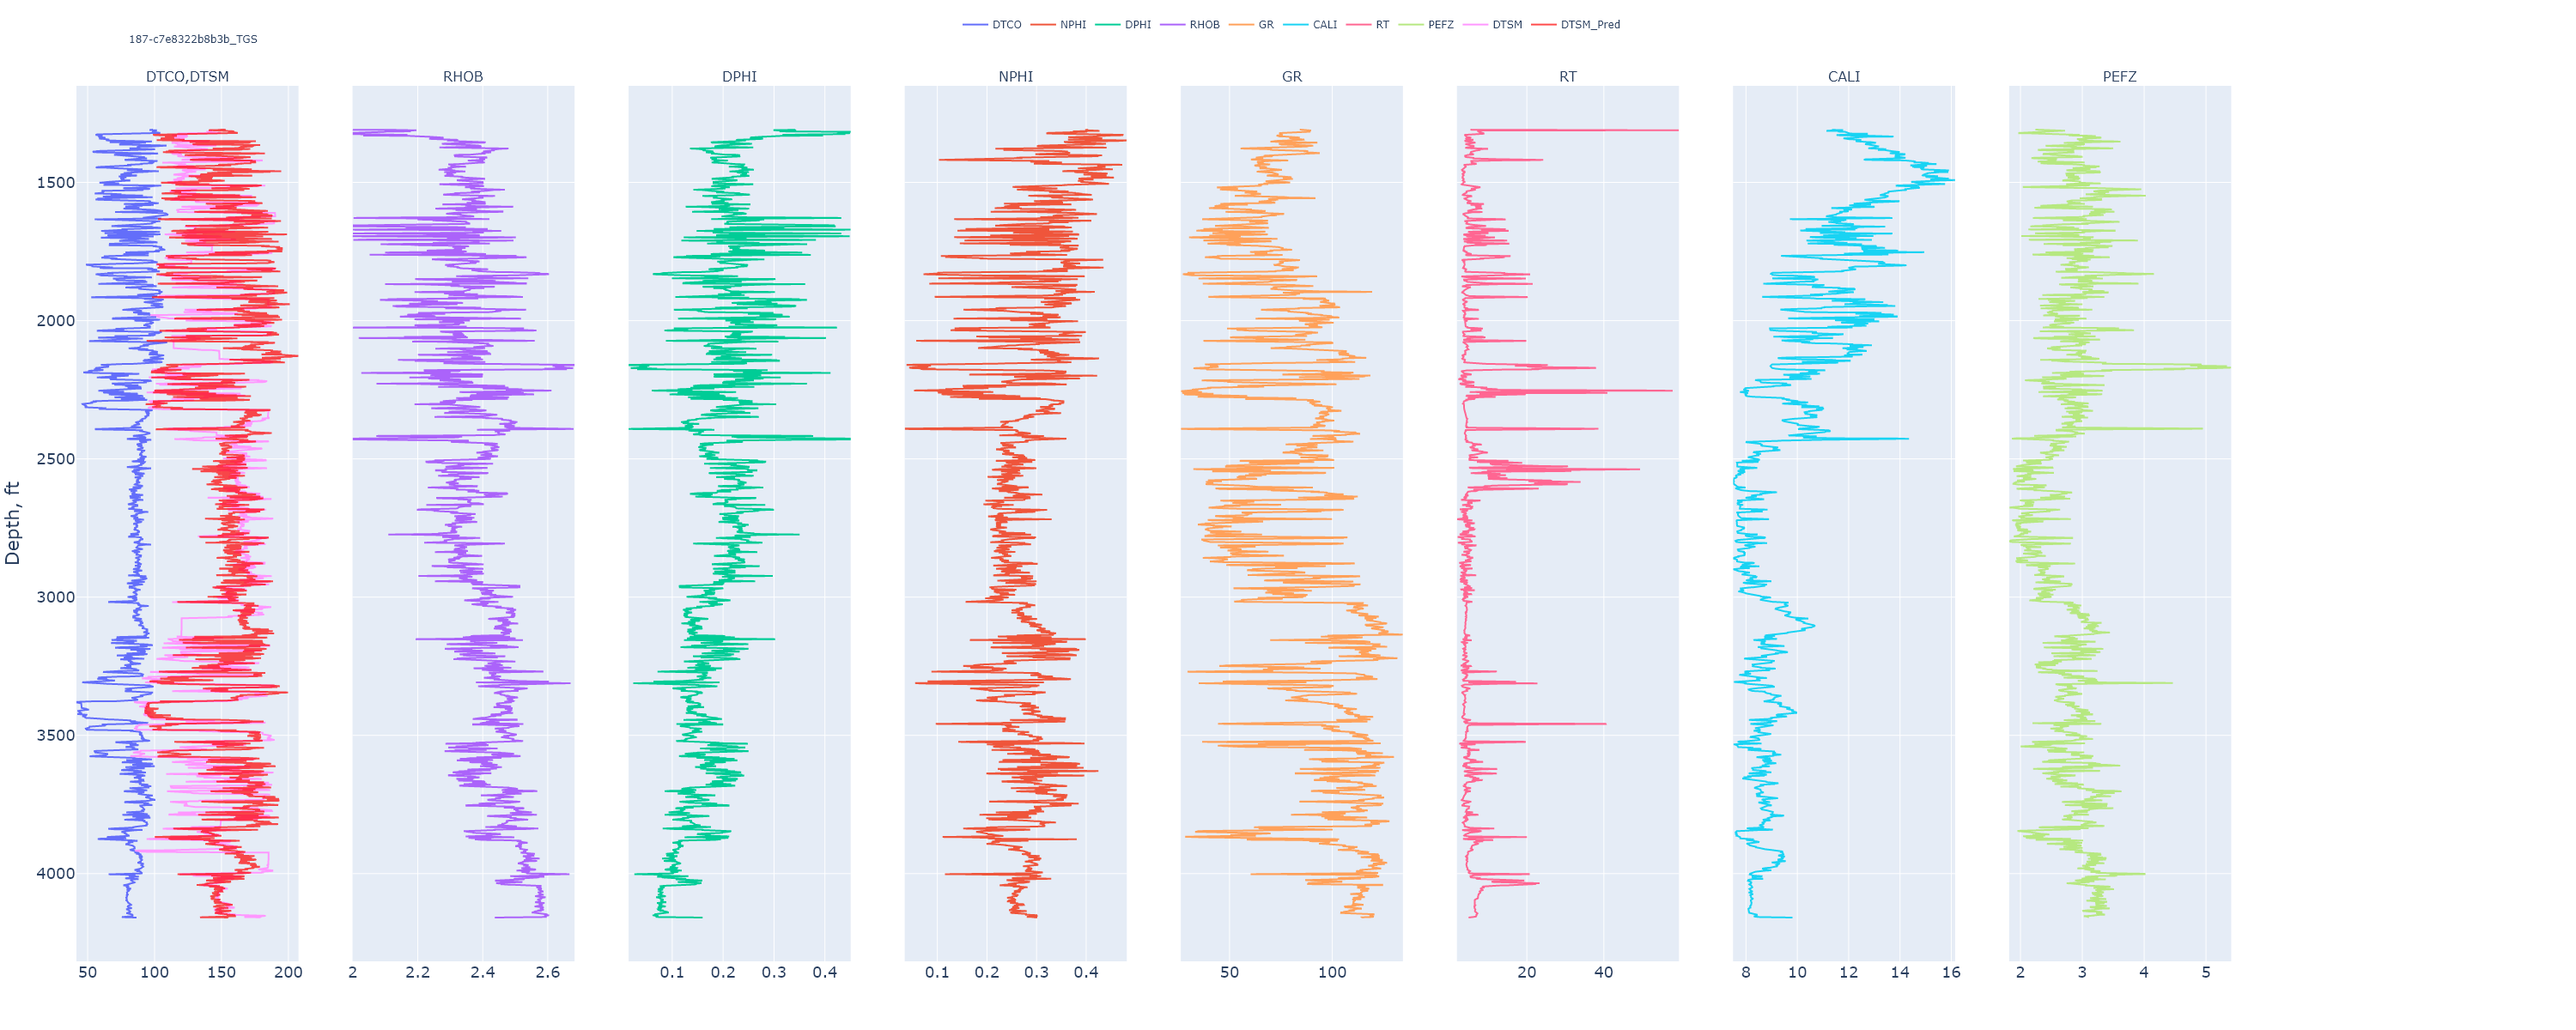 DTCO NPHI DPHI RHOB GR CALI RT PEFZ DTSM DTSM_Pred
187-c7e8322b8b3b_TGS
DTCO,DTSM RHOB DPHI NPHI GR RT CALI PEFZ
1500
2000
2500
3000
3500
4000
Depth, ft
50 100 150 200 2 2.2 2.4 2.6 0.1 0.2 0.3 0.4 0.1 0.2 0.3 0.4 50 100 20 40 8 10 12 14 16 2 3 4 5